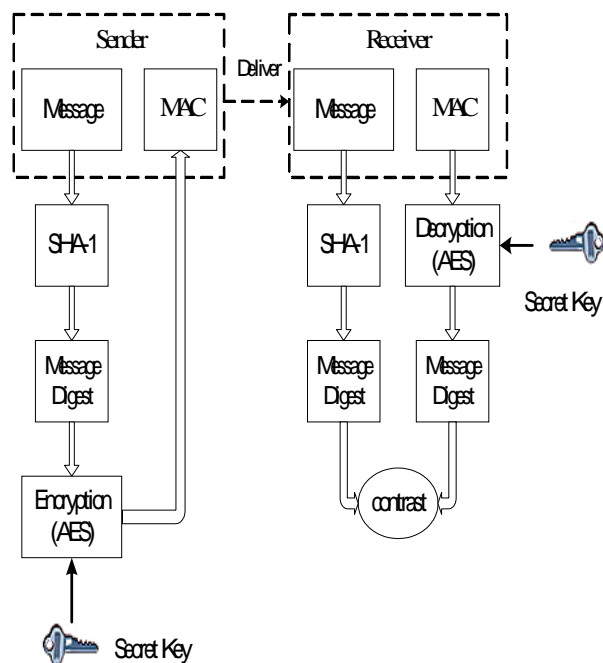 Sender
Message
MAC
SHA-1
Message
Digest
Encryption
(AES)
Secret Key
Deliver
Receiver
Message
MAC
SHA-1
Decryption
(AES)
Secret Key
Message
Digest
Message
Digest
contrast